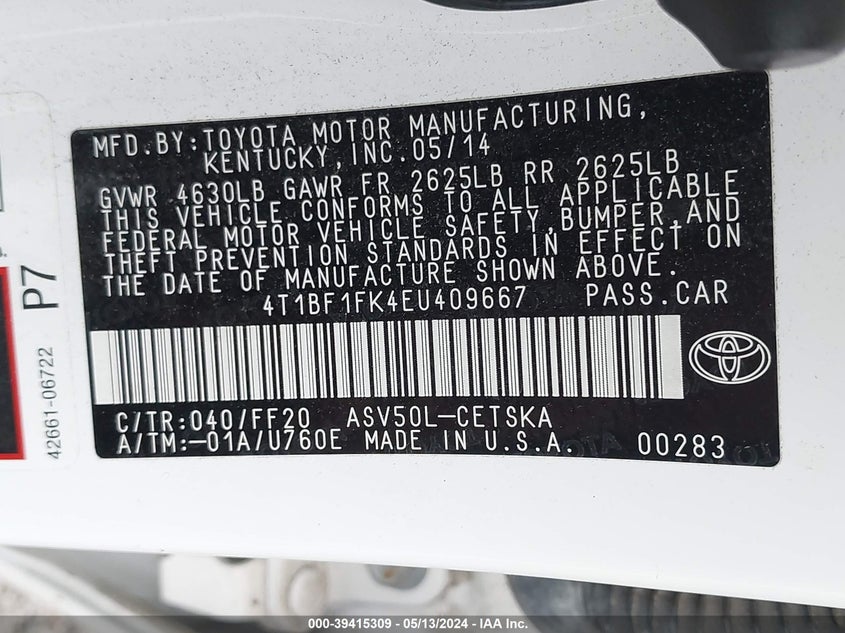 MFD.BY:TOYOTA MOTOR MANUFACTURING,
KENTUCKY,INC.05/14
GVWR 4630LB GAWR FR 2625LB RR 2625LB
THIS VEHICLE CONFORMS TO ALL APPLICABLE
FEDERAL MOTOR VEHICLE SAFETY,BUMPER,AND
THEFT PREVENTION STANDARDS IN EFFECT ON
THE DATE OF MANUFACTURE SHOWN ABOVE.
4T1BF1FK4EU409667 PASS.CAR
C/TR:040/FF20 ASV50L-CETSKA
A/TM:-01A/U760E MADE IN U.S.A. 00283
P7
42661-06722
000-39415309 - 05/13/2024 - IAA Inc.